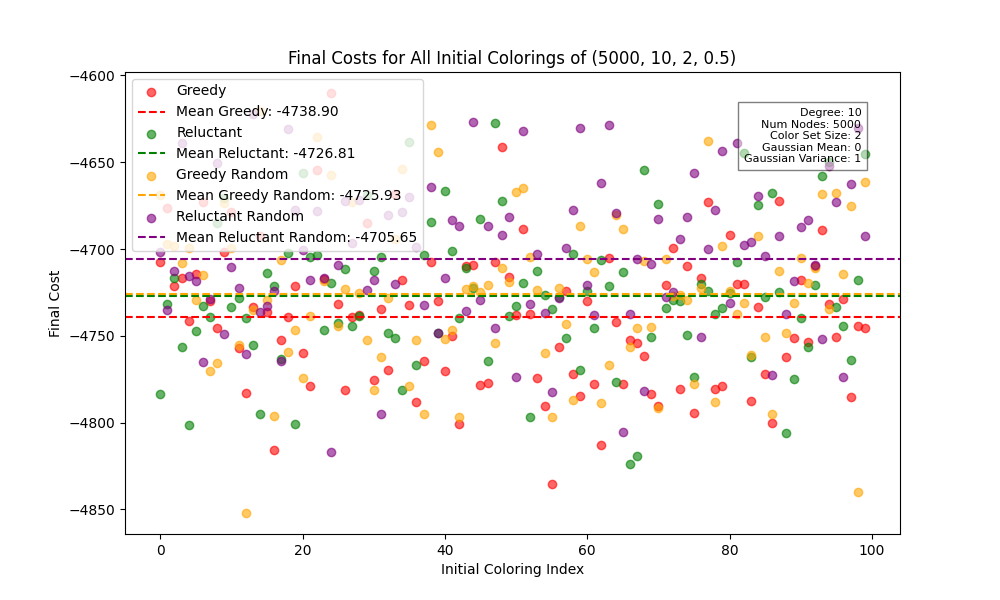 Final Costs for All Initial Colorings of (5000, 10, 2, 0.5)
−4600
−4650
−4700
−4750
−4800
−4850
Final Cost
Greedy
Mean Greedy: -4738.90
Reluctant
Mean Reluctant: -4726.81
Greedy Random
Mean Greedy Random: -4725.93
Reluctant Random
Mean Reluctant Random: -4705.65
Degree: 10
Num Nodes: 5000
Color Set Size: 2
Gaussian Mean: 0
Gaussian Variance: 1
0
20
40
60
80
100
Initial Coloring Index